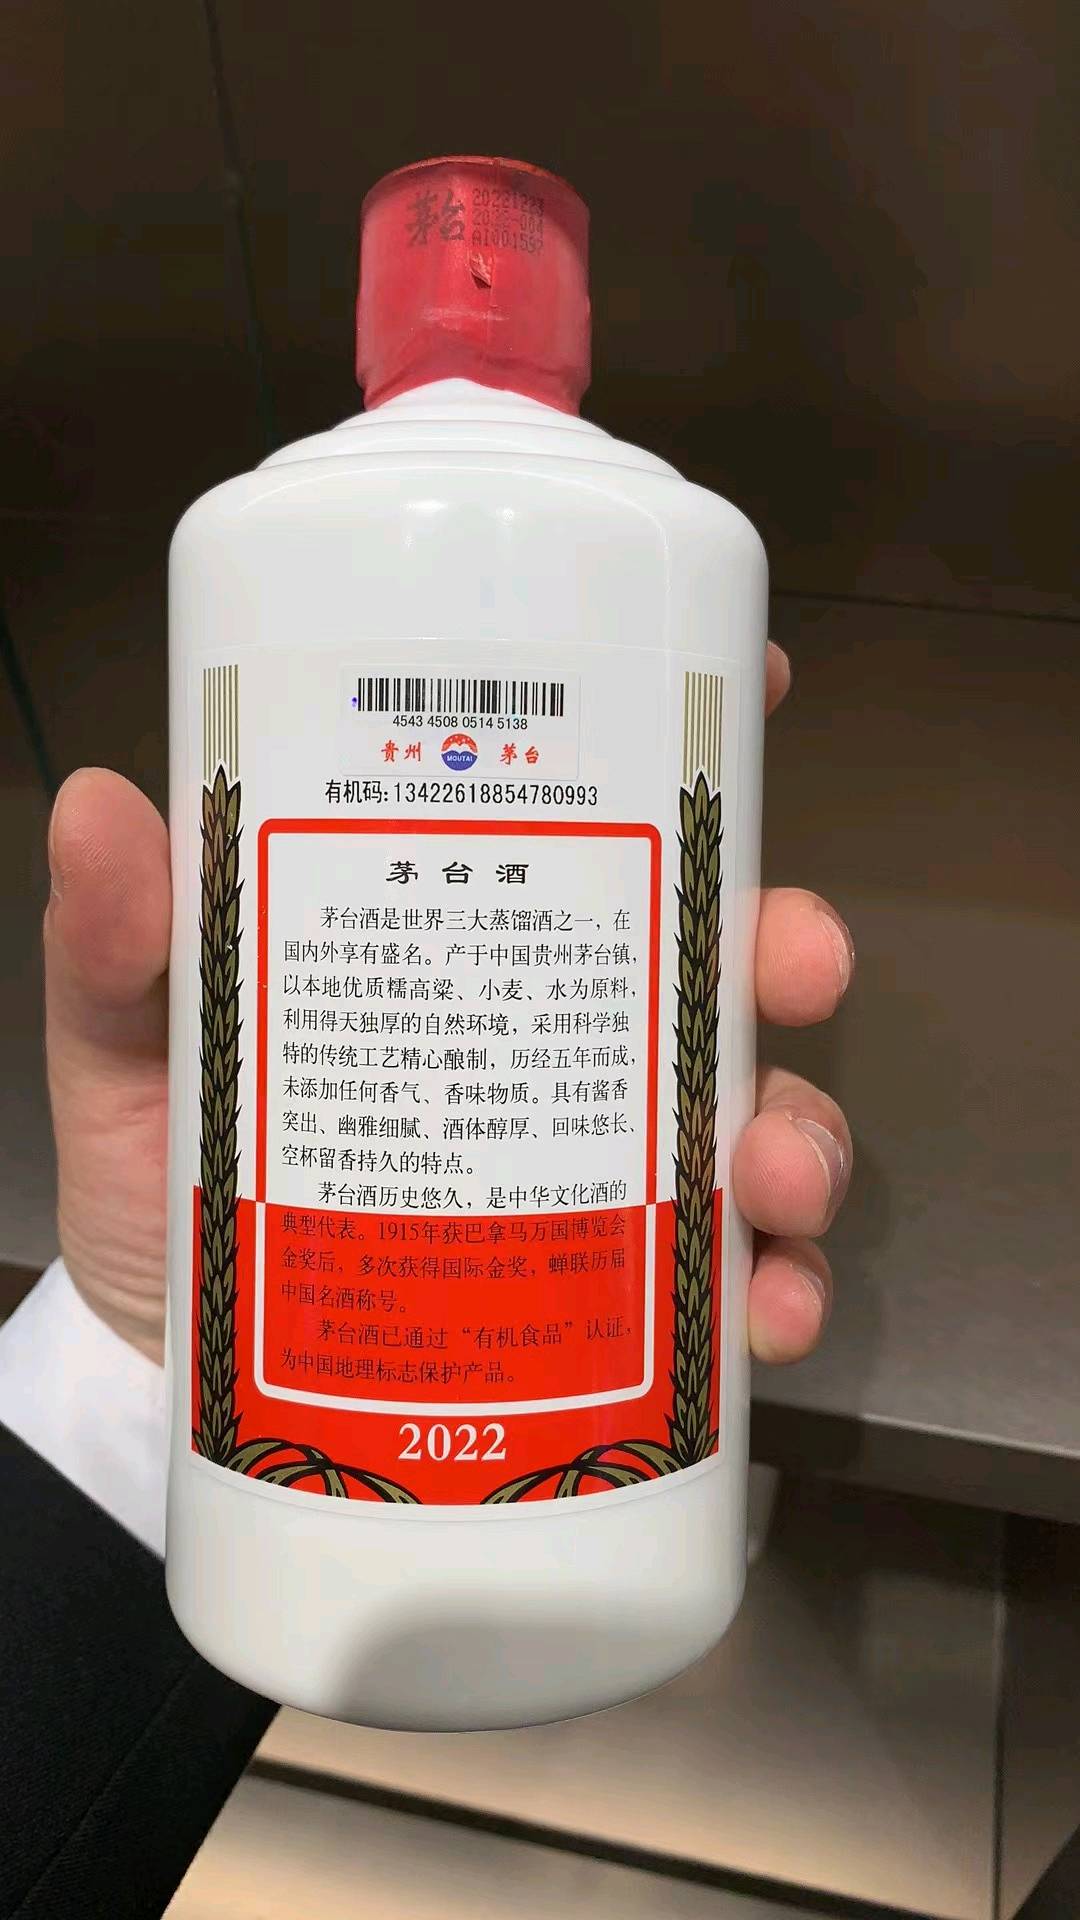 茅台
20221223
2022-004
AI001597
4543 4508 0514 5138
贵州 MOUTAI 茅台
有机码:13422618854780993
茅台酒
茅台酒是世界三大蒸馏酒之一，在
国内外享有盛名。产于中国贵州茅台镇，
以本地优质糯高粱、小麦、水为原料，
利用得天独厚的自然环境，采用科学独
特的传统工艺精心酿制，历经五年而成，
未添加任何香气、香味物质。具有酱香
突出、幽雅细腻、酒体醇厚、回味悠长、
空杯留香持久的特点。
茅台酒历史悠久，是中华文化酒的
典型代表。1915年获巴拿马万国博览会
金奖后，多次获得国际金奖，蝉联历届
中国名酒称号。
茅台酒已通过“有机食品”认证，
为中国地理标志保护产品。
2022